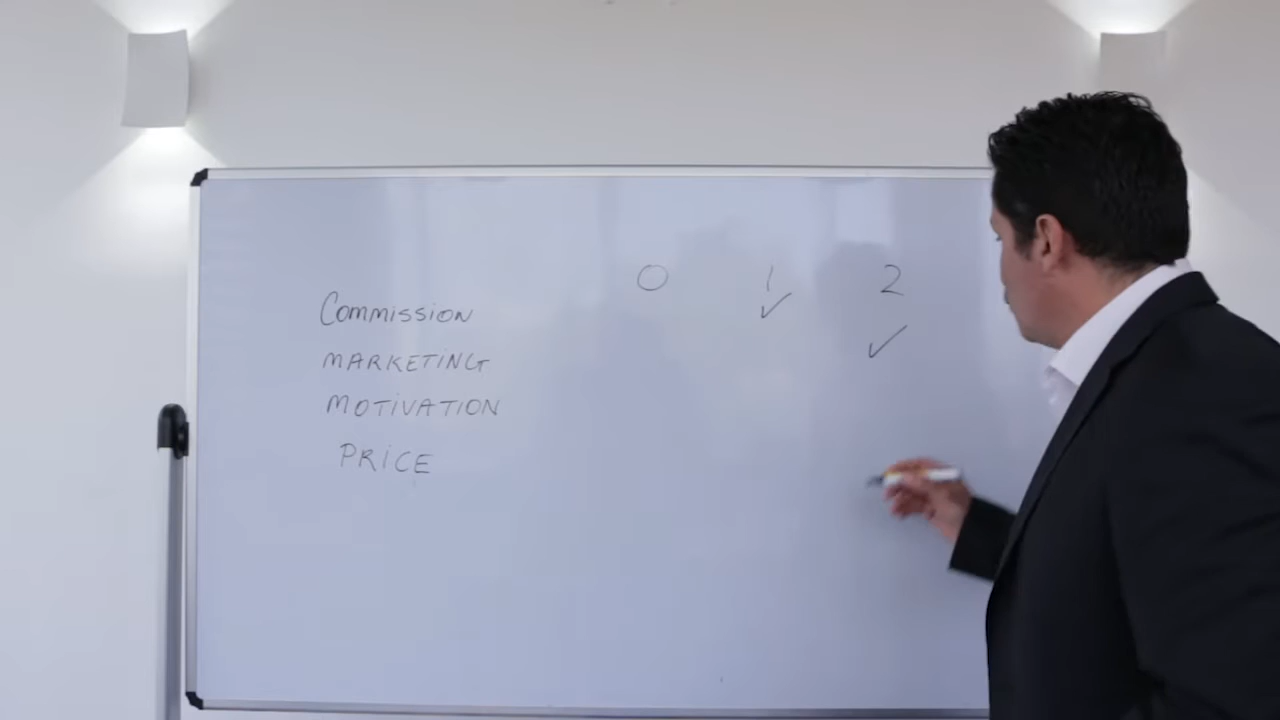 0 1 2
Commission ✓
MARKETING ✓
MOTIVATION
PRICE